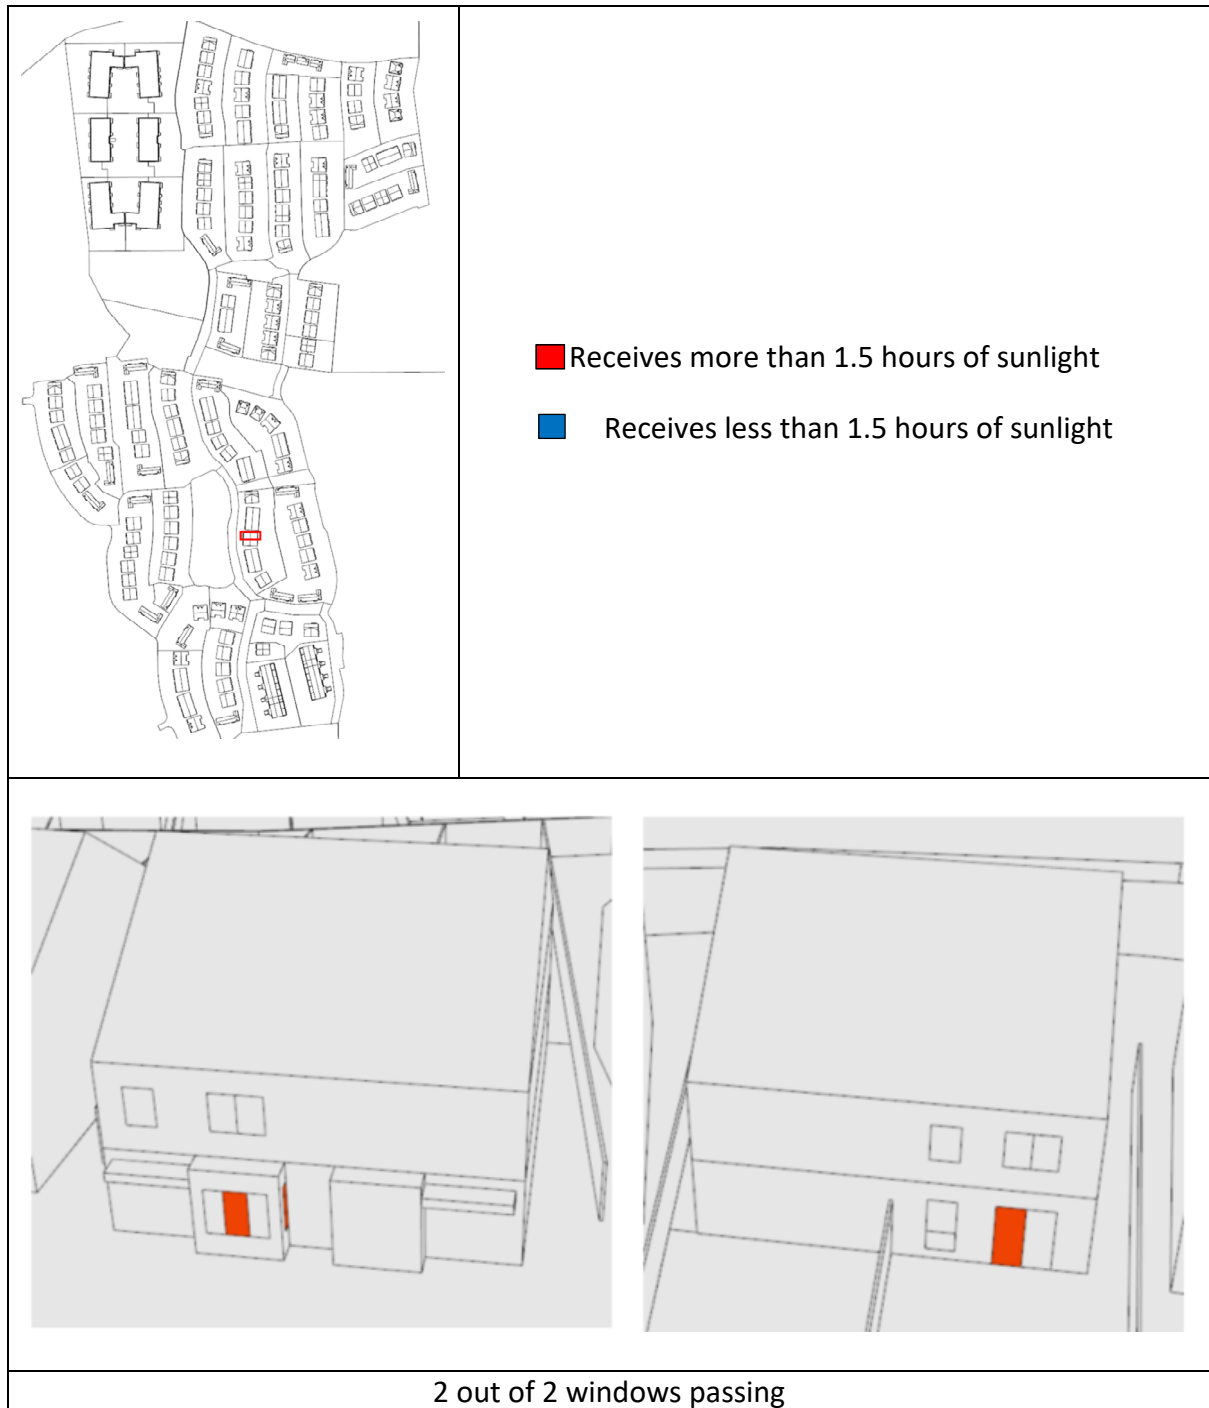 Receives more than 1.5 hours of sunlight
Receives less than 1.5 hours of sunlight
2 out of 2 windows passing